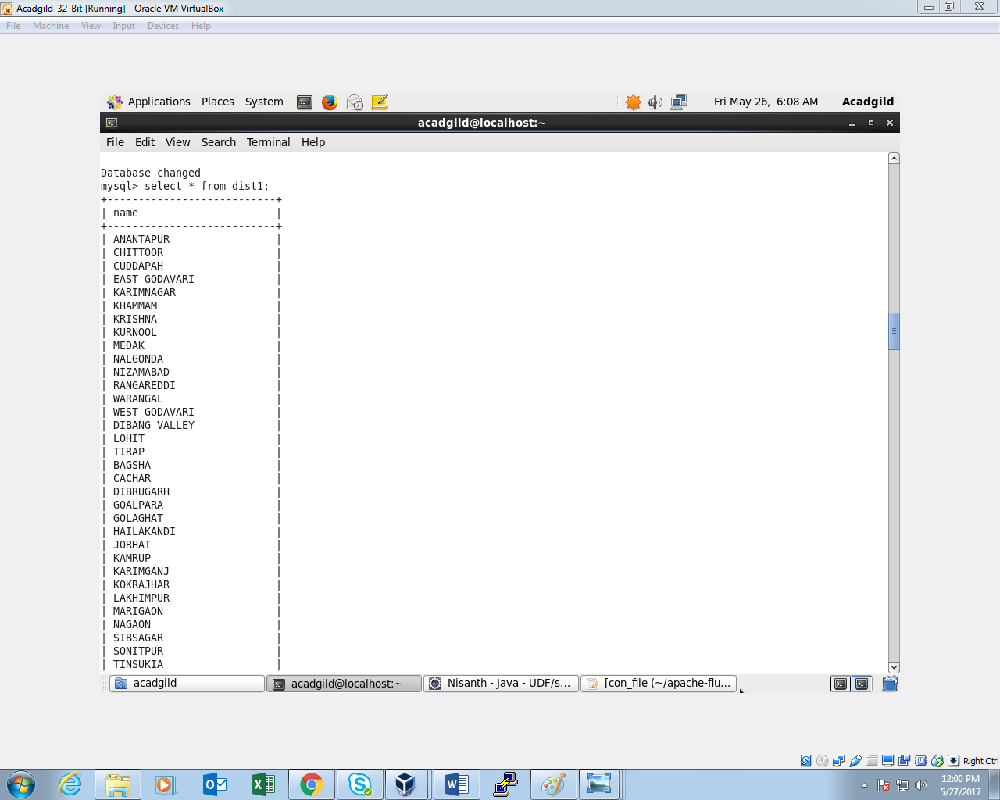 Acadgild_32_Bit [Running] - Oracle VM VirtualBox
File Machine View Input Devices Help
Applications Places System Fri May 26, 6:08 AM Acadgild
acadgild@localhost:~
File Edit View Search Terminal Help
Database changed
mysql> select * from dist1;
+---------------------------+
| name |
+---------------------------+
| ANANTAPUR |
| CHITTOOR |
| CUDDAPAH |
| EAST GODAVARI |
| KARIMNAGAR |
| KHAMMAM |
| KRISHNA |
| KURNOOL |
| MEDAK |
| NALGONDA |
| NIZAMABAD |
| RANGAREDDI |
| WARANGAL |
| WEST GODAVARI |
| DIBANG VALLEY |
| LOHIT |
| TIRAP |
| BAGSHA |
| CACHAR |
| DIBRUGARH |
| GOALPARA |
| GOLAGHAT |
| HAILAKANDI |
| JORHAT |
| KAMRUP |
| KARIMGANJ |
| KOKRAJHAR |
| LAKHIMPUR |
| MARIGAON |
| NAGAON |
| SIBSAGAR |
| SONITPUR |
| TINSUKIA |
acadgild acadgild@localhost:~ Nisanth - Java - UDF/s... [con_file (~/apache-flu...
Right Ctrl
12:00 PM
5/27/2017